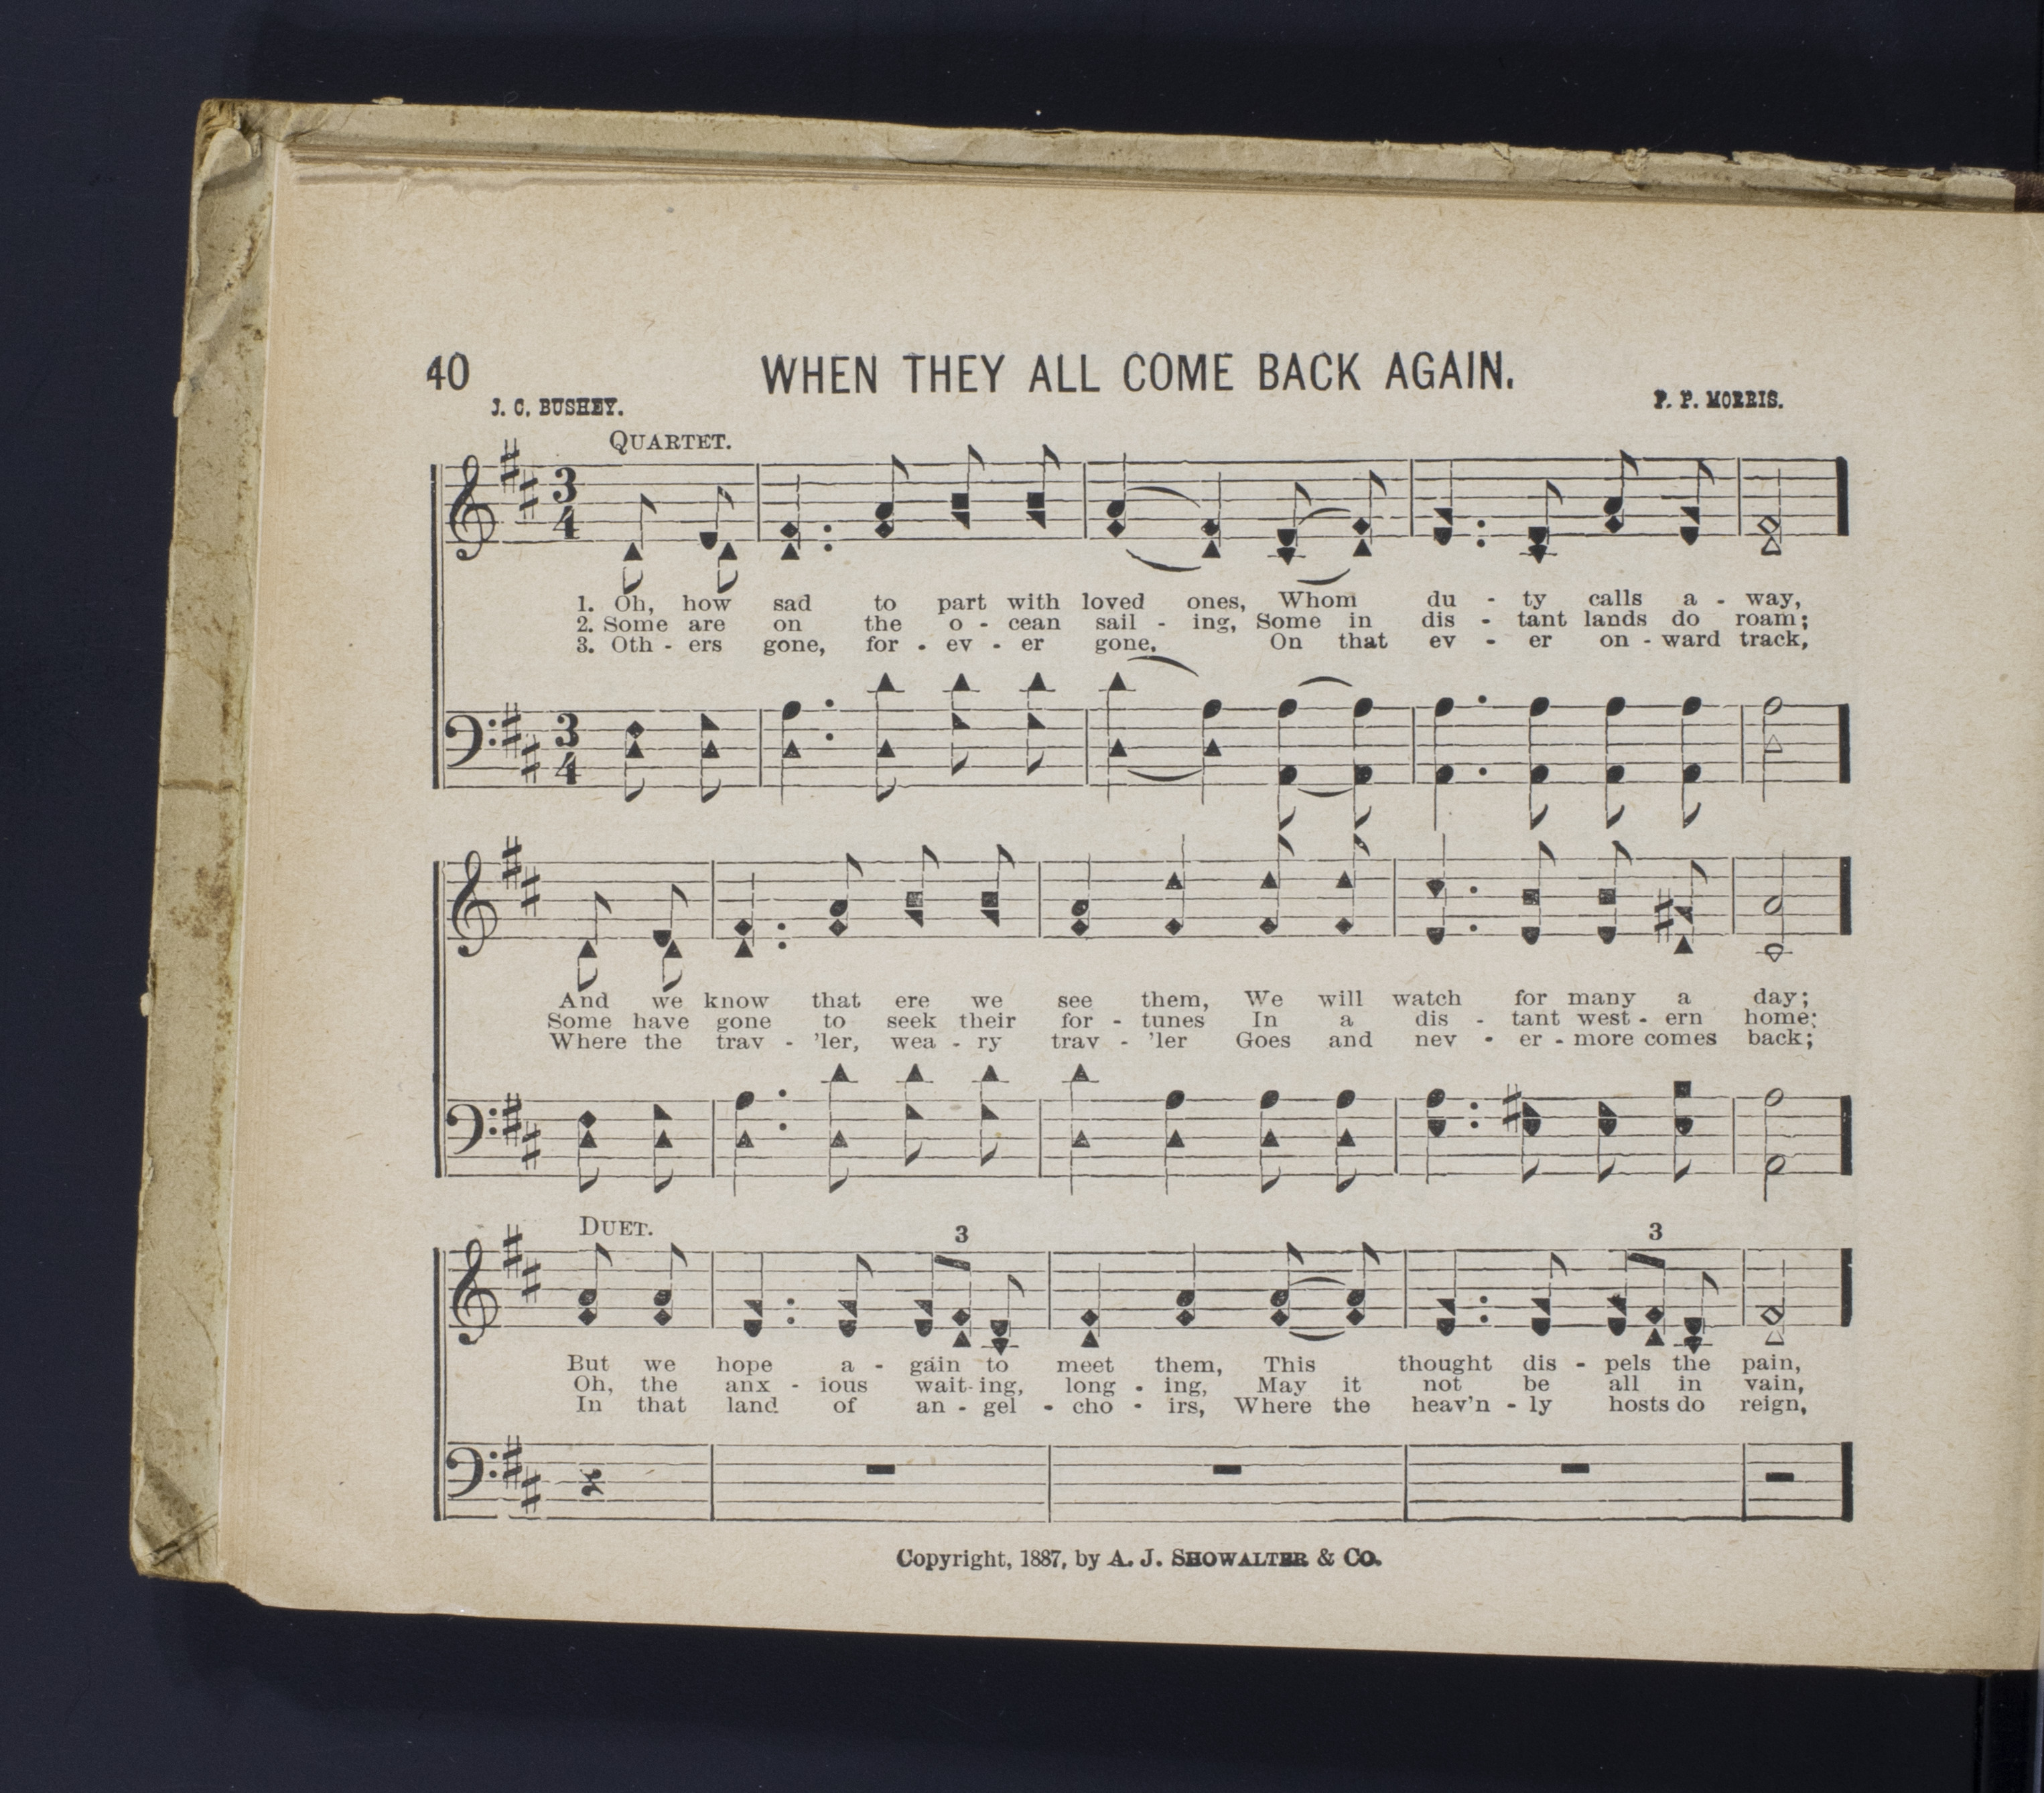 40
WHEN THEY ALL COME BACK AGAIN.
J. C. BUSHEY.
P. P. MORRIS.
QUARTET.
3
4
1. Oh, how sad to part with loved ones, Whom du - ty calls a - way,
2. Some are on the o - cean sail - ing, Some in dis - tant lands do roam;
3. Oth - ers gone, for - ev - er gone, On that ev - er on - ward track,
3
4
And we know that ere we see them, We will watch for many a day;
Some have gone to seek their for - tunes In a dis - tant west - ern home;
Where the trav - 'ler, wea - ry trav - 'ler Goes and nev - er - more comes back;
DUET.
3
3
But we hope a - gain to meet them, This thought dis - pels the pain,
Oh, the anx - ious wait - ing, long - ing, May it not be all in vain,
In that land of an - gel - cho - irs, Where the heav'n - ly hosts do reign,
Copyright, 1887, by A. J. SHOWALTER & CO.